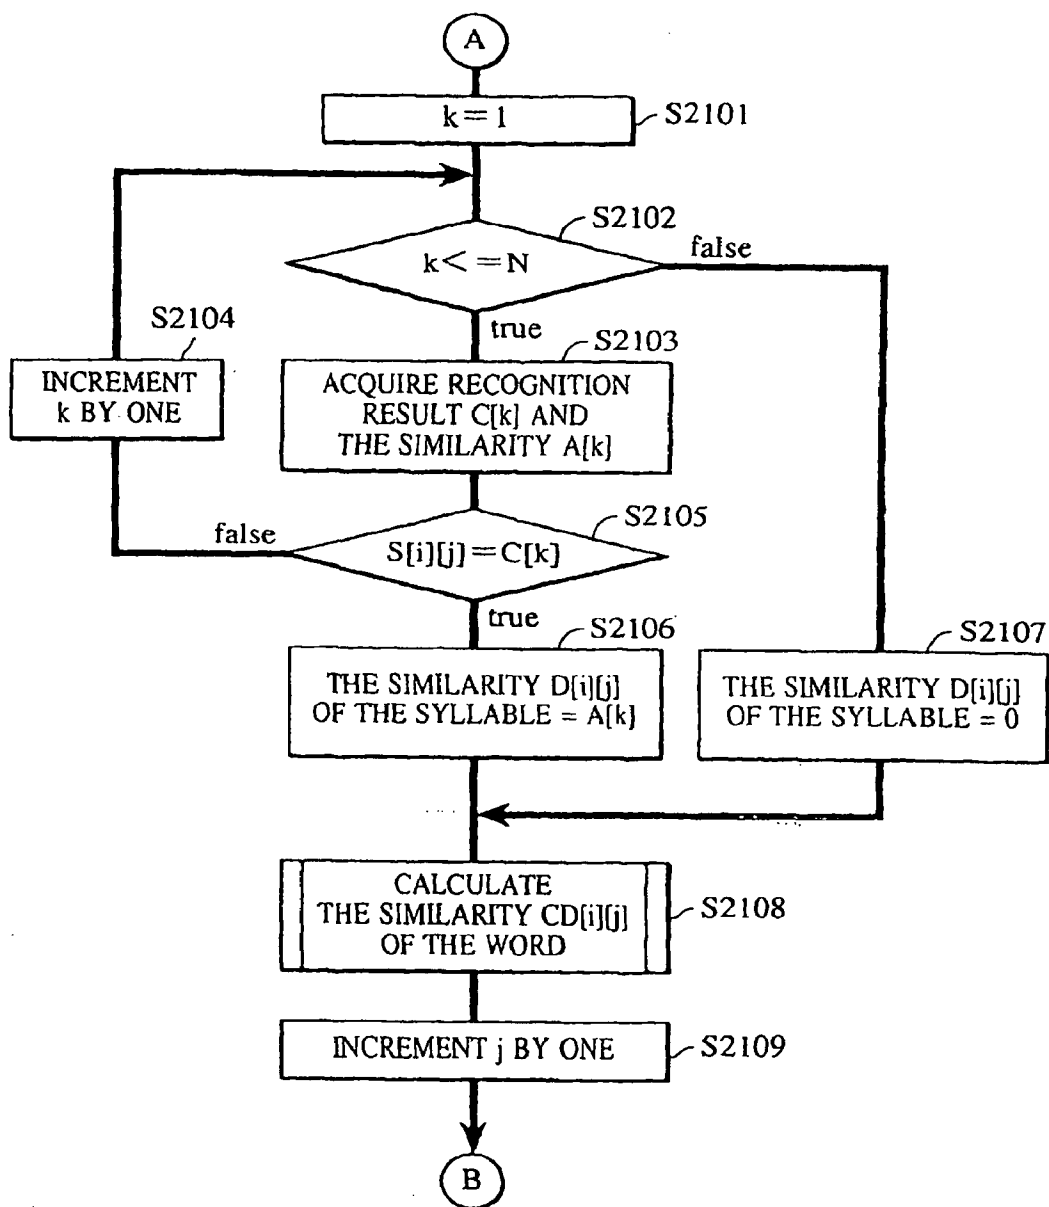 A
k=1
S2101
S2102
k<=N
false
true
S2104
INCREMENT
k BY ONE
S2103
ACQUIRE RECOGNITION
RESULT C[k] AND
THE SIMILARITY A[k]
S2105
false
S[i][j]=C[k]
true
S2106
THE SIMILARITY D[i][j]
OF THE SYLLABLE = A[k]
S2107
THE SIMILARITY D[i][j]
OF THE SYLLABLE = 0
CALCULATE
THE SIMILARITY CD[i][j]
OF THE WORD
S2108
INCREMENT j BY ONE
S2109
B